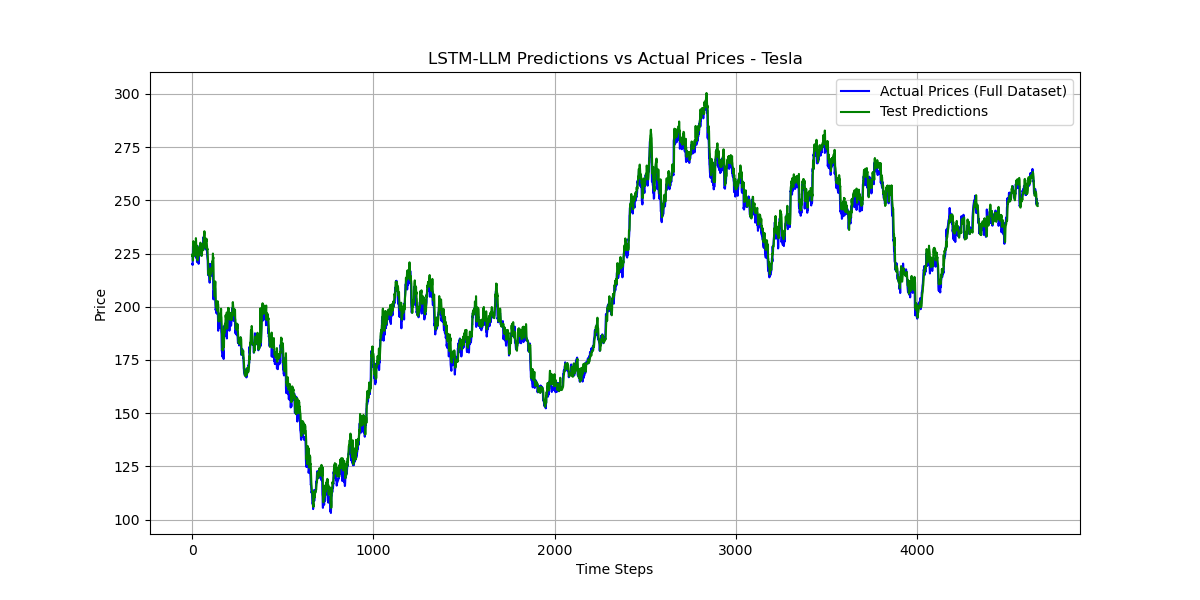 LSTM-LLM Predictions vs Actual Prices - Tesla
Actual Prices (Full Dataset)
Test Predictions
Price
300
275
250
225
200
175
150
125
100
0 1000 2000 3000 4000
Time Steps